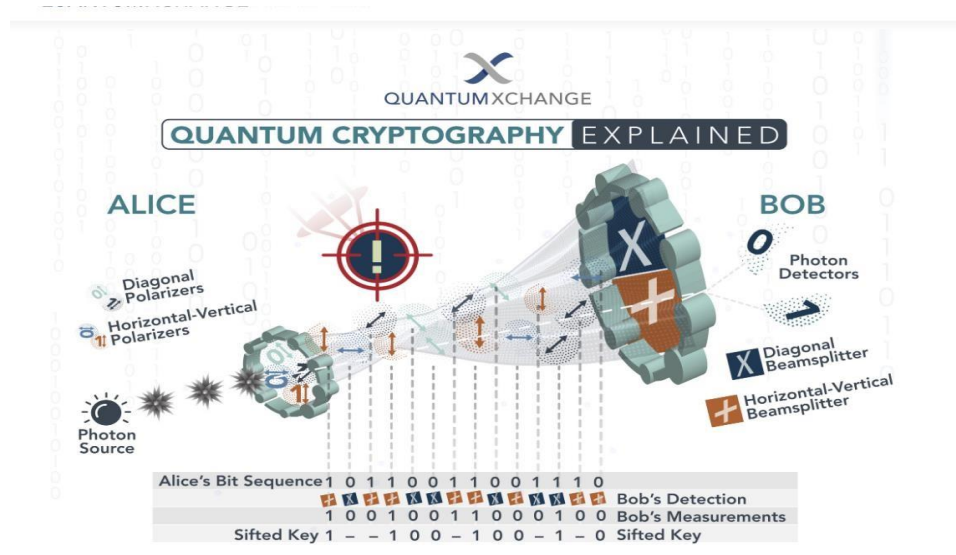 QUANTUMXCHANGE
QUANTUM CRYPTOGRAPHY EXPLAINED
ALICE
BOB
Diagonal
Polarizers
Horizontal-Vertical
Polarizers
Photon
Source
!
X
+
0
1
Photon
Detectors
X Diagonal
Beamsplitter
+ Horizontal-Vertical
Beamsplitter
Alice's Bit Sequence 1 0 1 1 0 0 1 1 0 0 1 1 1 0
+ X + + X X + + X + X X + + Bob's Detection
1 0 0 1 0 0 1 1 0 0 0 1 0 0 Bob's Measurements
Sifted Key 1 – – 1 0 0 – 1 0 0 – 1 – 0 Sifted Key